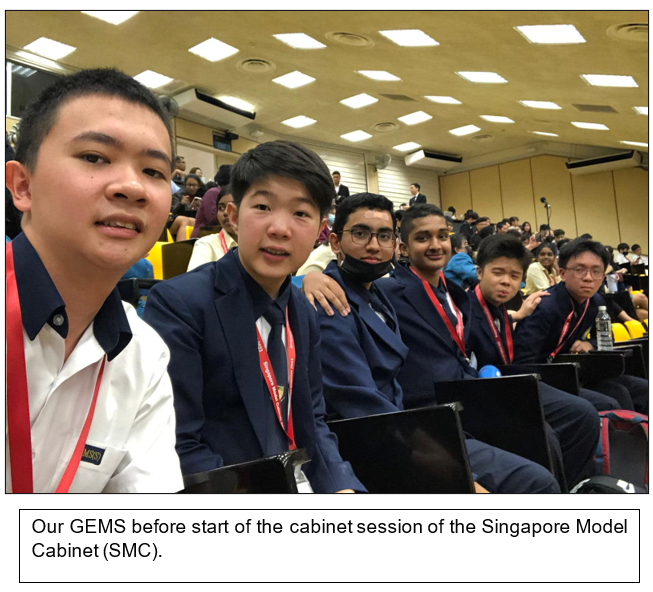 Our GEMS before start of the cabinet session of the Singapore Model
Cabinet (SMC).